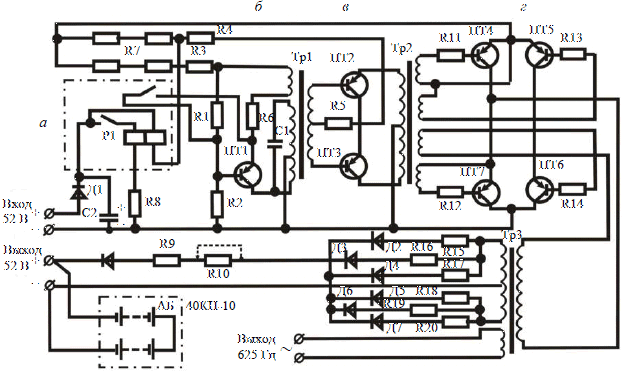 б в г
R4
R7 R3
Тр1 Тр2
R11 ПТ4 ПТ5 R13
ПТ2
а
P1
R1 R6 C1 R5
ПТ1 ПТ3
R2
ПТ7 ПТ6
R12 R14
Вход
52 В
+
−
Д1
C2
+
R8
Выход
52 В
+
−
R9
R10
Д3 Д2 R16 R15
Тр3
Д4 R17
Д6 Д5 R18
R19
Д7 R20
АБ 40КН-10
Выход
625 Гц ~